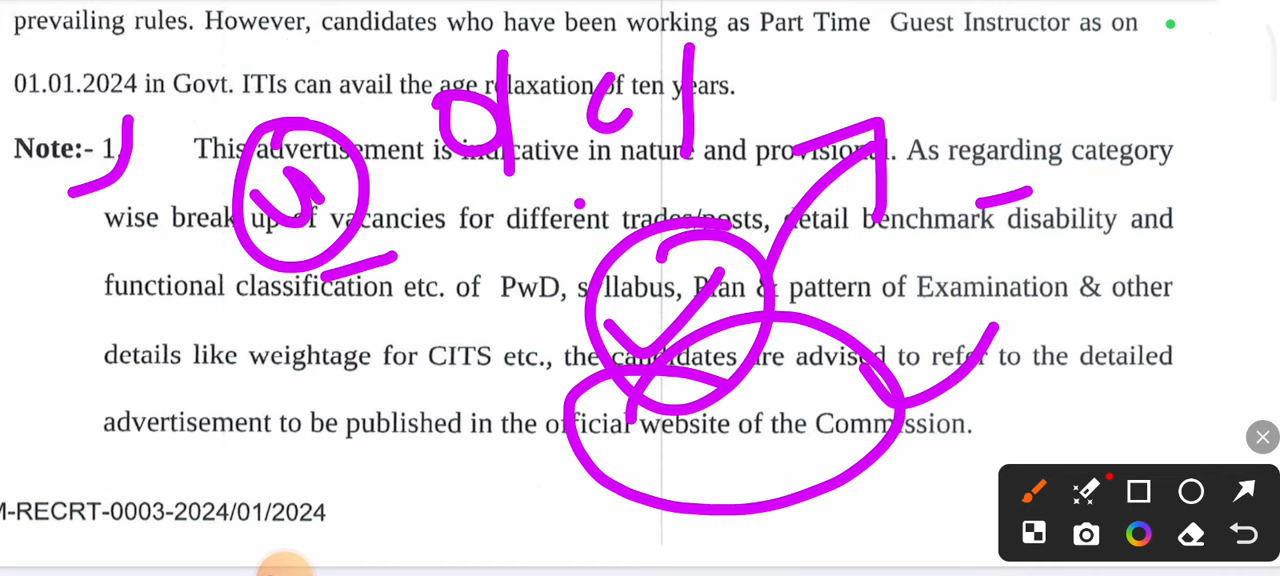 prevailing rules. However, candidates who have been working as Part Time Guest Instructor as on
01.01.2024 in Govt. ITIs can avail the age relaxation of ten years.
Note:- 1. This advertisement is indicative in nature and provisional. As regarding category
wise break up of vacancies for different trades/posts, detail benchmark disability and
functional classification etc. of PwD, syllabus, Plan & pattern of Examination & other
details like weightage for CITS etc., the candidates are advised to refer to the detailed
advertisement to be published in the official website of the Commission.
M-RECRT-0003-2024/01/2024